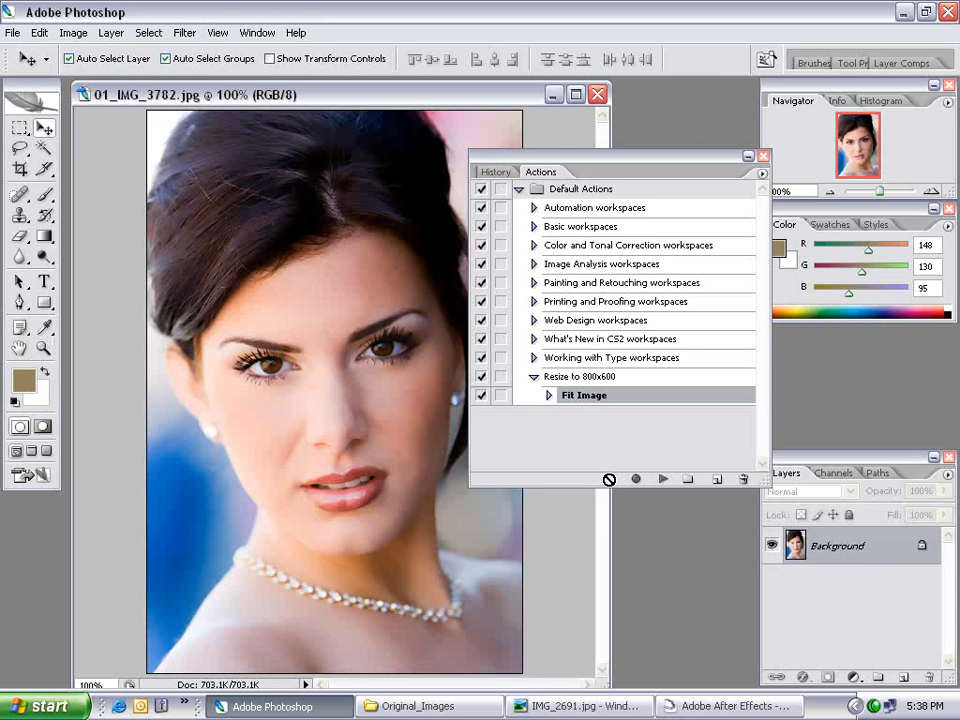 Adobe Photoshop
File Edit Image Layer Select Filter View Window Help
Auto Select Layer Auto Select Groups Show Transform Controls
Brushes Tool Pr Layer Comps
01_IMG_3782.jpg @ 100% (RGB/8)
Navigator Info Histogram
00%
History Actions
Default Actions
Automation workspaces
Basic workspaces
Color and Tonal Correction workspaces
Image Analysis workspaces
Painting and Retouching workspaces
Printing and Proofing workspaces
Web Design workspaces
What's New in CS2 workspaces
Working with Type workspaces
Resize to 800x600
Fit Image
Color Swatches Styles
R 148
G 130
B 95
Layers Channels Paths
Normal Opacity: 100%
Lock: Fill: 100%
Background
100% Doc: 703.1K/703.1K
start Adobe Photoshop Original_Images IMG_2691.jpg - Wind... Adobe After Effects -... 5:38 PM